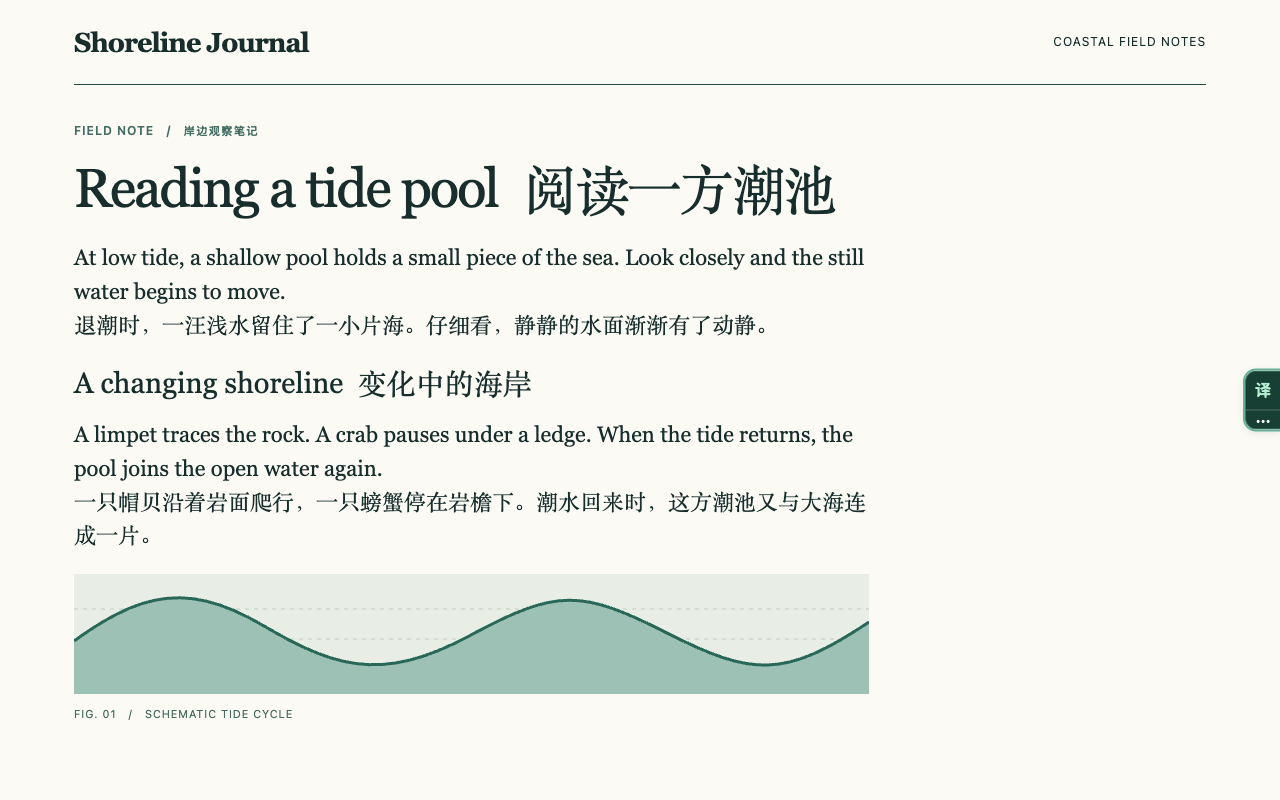 Shoreline Journal
COASTAL FIELD NOTES
FIELD NOTE / 岸边观察笔记
Reading a tide pool 阅读一方潮池
At low tide, a shallow pool holds a small piece of the sea. Look closely and the still
water begins to move.
退潮时，一汪浅水留住了一小片海。仔细看，静静的水面渐渐有了动静。
A changing shoreline 变化中的海岸
A limpet traces the rock. A crab pauses under a ledge. When the tide returns, the
pool joins the open water again.
一只帽贝沿着岩面爬行，一只螃蟹停在岩檐下。潮水回来时，这方潮池又与大海连
成一片。
FIG. 01 / SCHEMATIC TIDE CYCLE
译